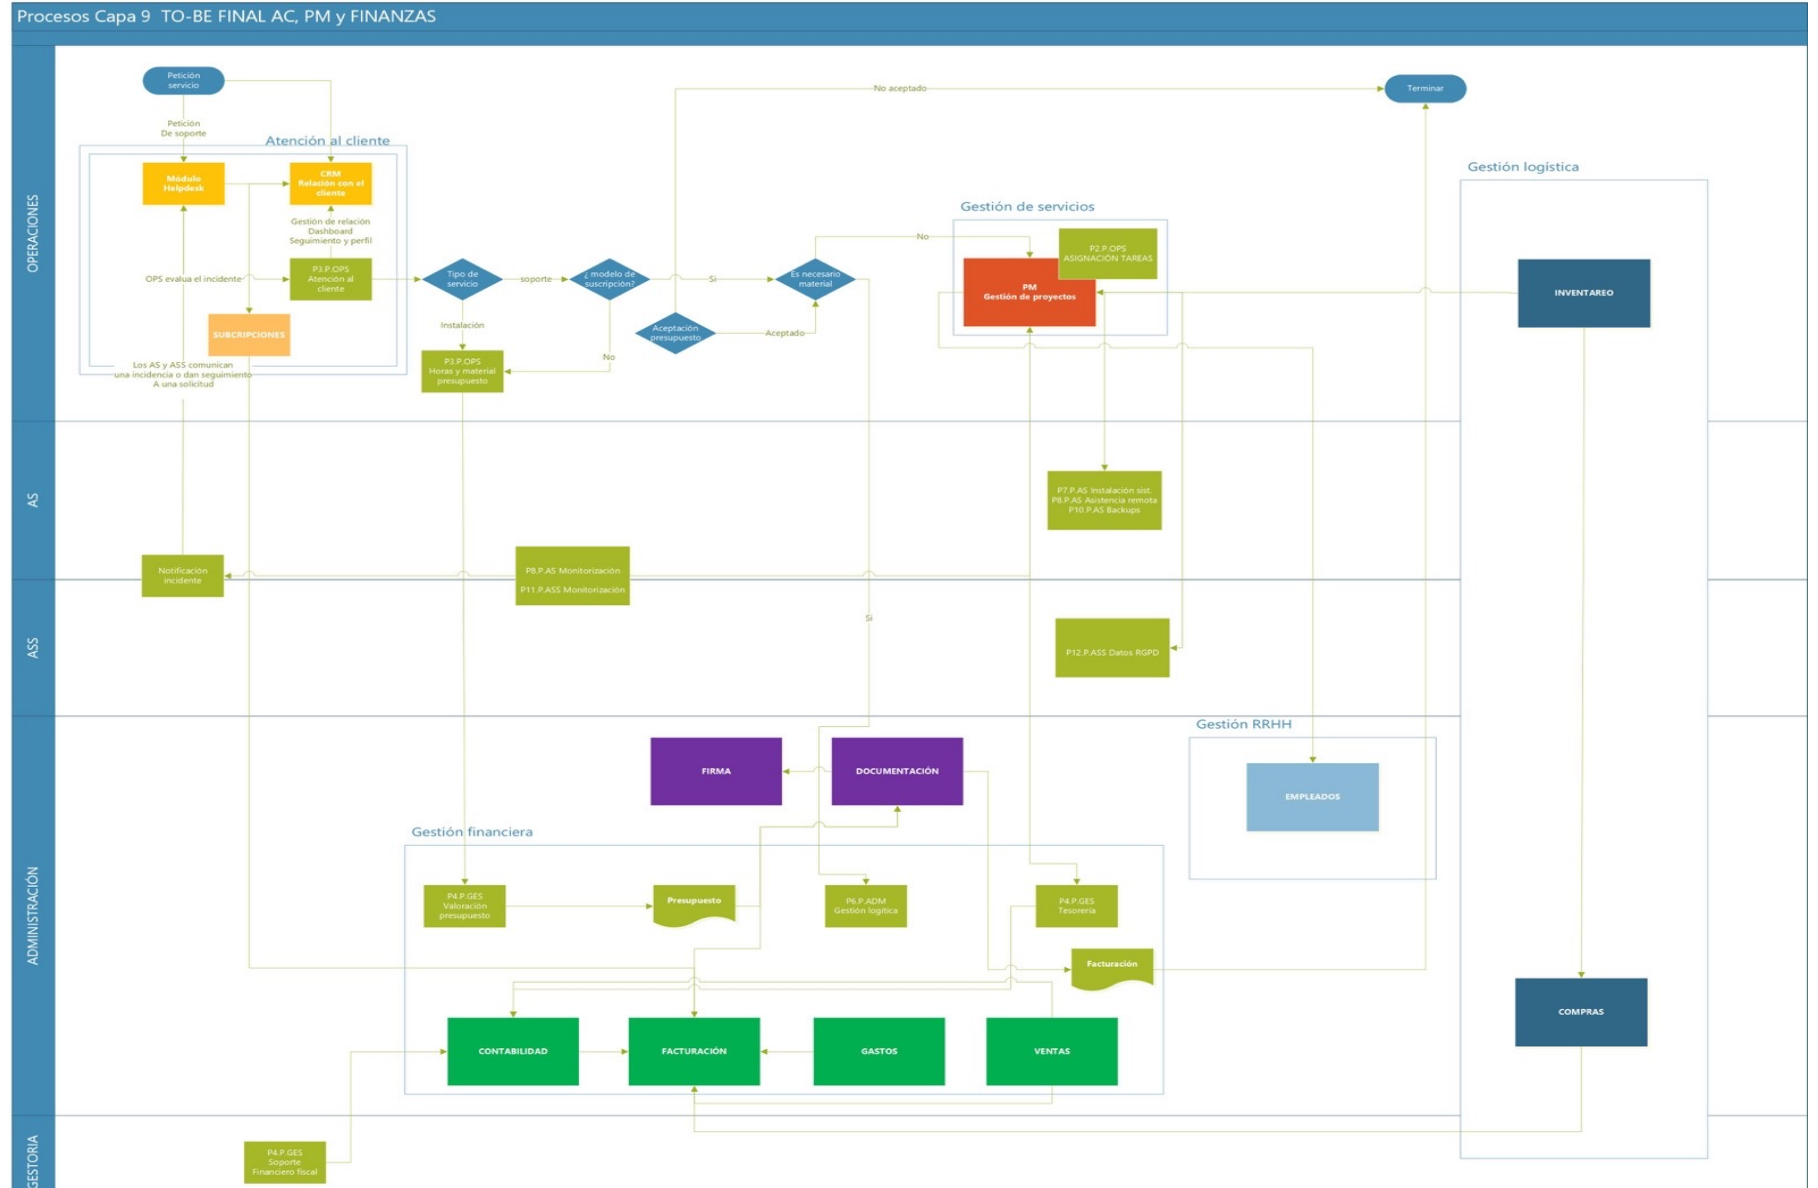 Procesos Capa 9 TO-BE FINAL AC, PM y FINANZAS
OPERACIONES
Petición
servicio
Petición
De soporte
Atención al cliente
Módulo
Helpdesk
CRM
Relación con el
cliente
Gestión de relación
Dashboard
Seguimiento y perfil
OPS evalua el incidente
P3.P.OPS
Atención al
cliente
SUBCRIPCIONES
Los AS y ASS comunican
una incidencia o dan seguimiento
A una solicitud
Tipo de
servicio
soporte
¿ modelo de
suscripción?
Si
Es necesario
material
No
Instalación
P3.P.OPS
Horas y material
presupuesto
No
Aceptación
presupuesto
Aceptado
No aceptado
Terminar
Gestión de servicios
P2.P.OPS
ASIGNACIÓN TAREAS
PM
Gestión de proyectos
Gestión logística
INVENTAREO
AS
P7.P.AS Instalación sist.
P8.P.AS Asistencia remota
P10.P.AS Backups
Notificación
incidente
P8.P.AS Monitorización
P11.P.ASS Monitorización
ASS
Si
P12.P.ASS Datos RGPD
ADMINISTRACIÓN
Gestión RRHH
FIRMA
DOCUMENTACIÓN
EMPLEADOS
Gestión financiera
P4.P.GES
Valoración
presupuesto
Presupuesto
P6.P.ADM
Gestión logítica
P4.P.GES
Tesorería
Facturación
CONTABILIDAD
FACTURACIÓN
GASTOS
VENTAS
COMPRAS
GESTORIA
P4.P.GES
Soporte
Financiero fiscal